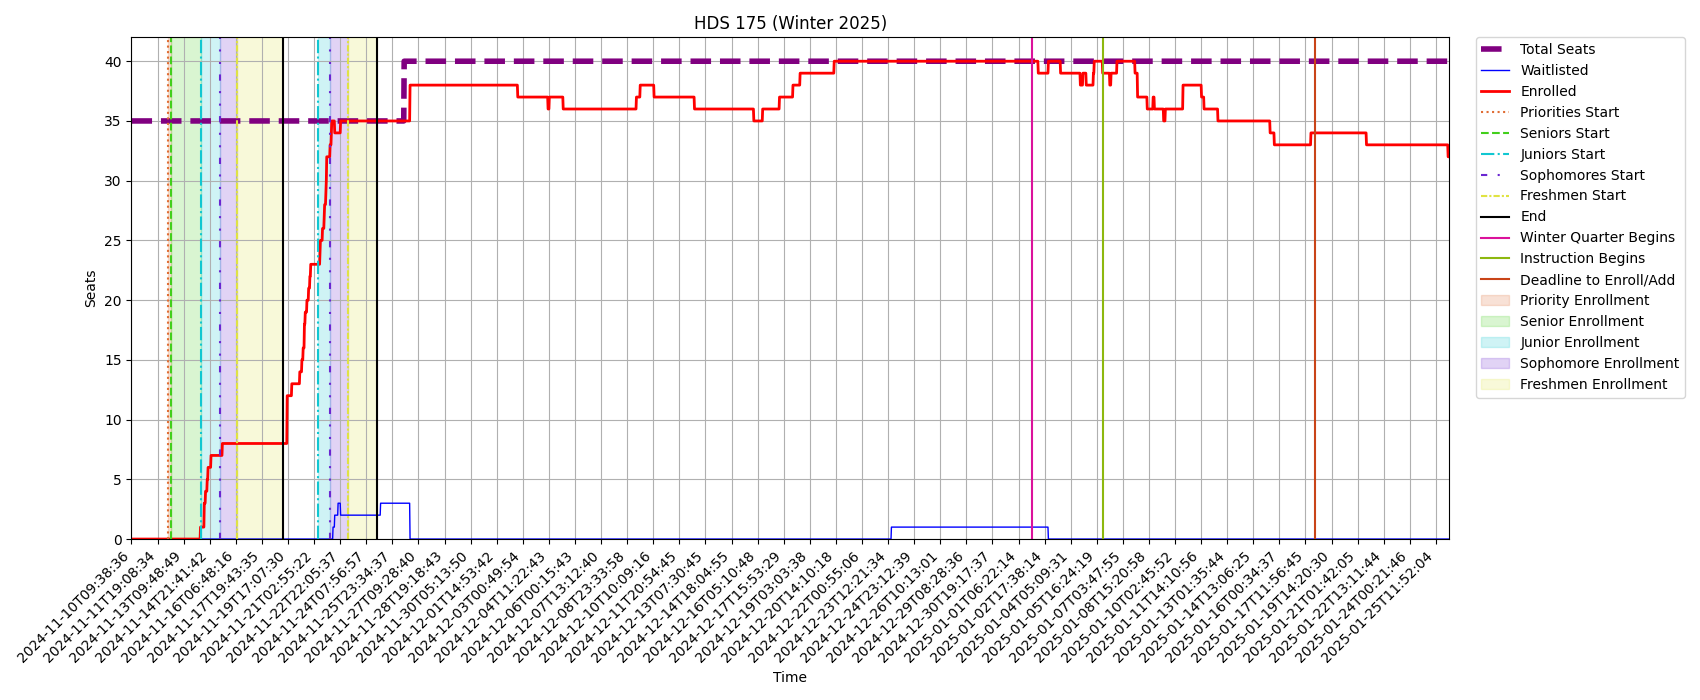 HDS 175 (Winter 2025)
Seats
40
35
30
25
20
15
10
5
0
2024-11-10T09:38:36
2024-11-11T19:08:34
2024-11-13T09:48:49
2024-11-14T21:41:42
2024-11-16T06:48:16
2024-11-17T19:43:35
2024-11-19T17:07:30
2024-11-21T02:55:22
2024-11-22T22:05:37
2024-11-24T07:56:57
2024-11-25T23:34:37
2024-11-27T09:28:40
2024-11-28T19:18:43
2024-11-30T05:13:50
2024-12-01T14:53:42
2024-12-03T00:49:54
2024-12-04T11:22:43
2024-12-06T00:15:43
2024-12-07T13:12:40
2024-12-08T23:33:58
2024-12-10T10:09:16
2024-12-11T20:54:45
2024-12-13T07:30:45
2024-12-14T18:04:55
2024-12-16T05:10:48
2024-12-17T15:53:29
2024-12-19T03:03:38
2024-12-20T14:10:18
2024-12-22T00:55:06
2024-12-23T12:21:34
2024-12-24T23:12:39
2024-12-26T10:13:01
2024-12-29T08:28:36
2024-12-30T19:17:37
2025-01-01T06:22:14
2025-01-02T17:38:14
2025-01-04T05:09:31
2025-01-05T16:24:19
2025-01-07T03:47:55
2025-01-08T15:20:58
2025-01-10T02:45:52
2025-01-11T14:10:56
2025-01-13T01:35:44
2025-01-14T13:06:25
2025-01-16T00:34:37
2025-01-17T11:56:45
2025-01-19T14:20:30
2025-01-21T01:42:05
2025-01-22T13:11:44
2025-01-24T00:21:46
2025-01-25T11:52:04
Time
Total Seats
Waitlisted
Enrolled
Priorities Start
Seniors Start
Juniors Start
Sophomores Start
Freshmen Start
End
Winter Quarter Begins
Instruction Begins
Deadline to Enroll/Add
Priority Enrollment
Senior Enrollment
Junior Enrollment
Sophomore Enrollment
Freshmen Enrollment